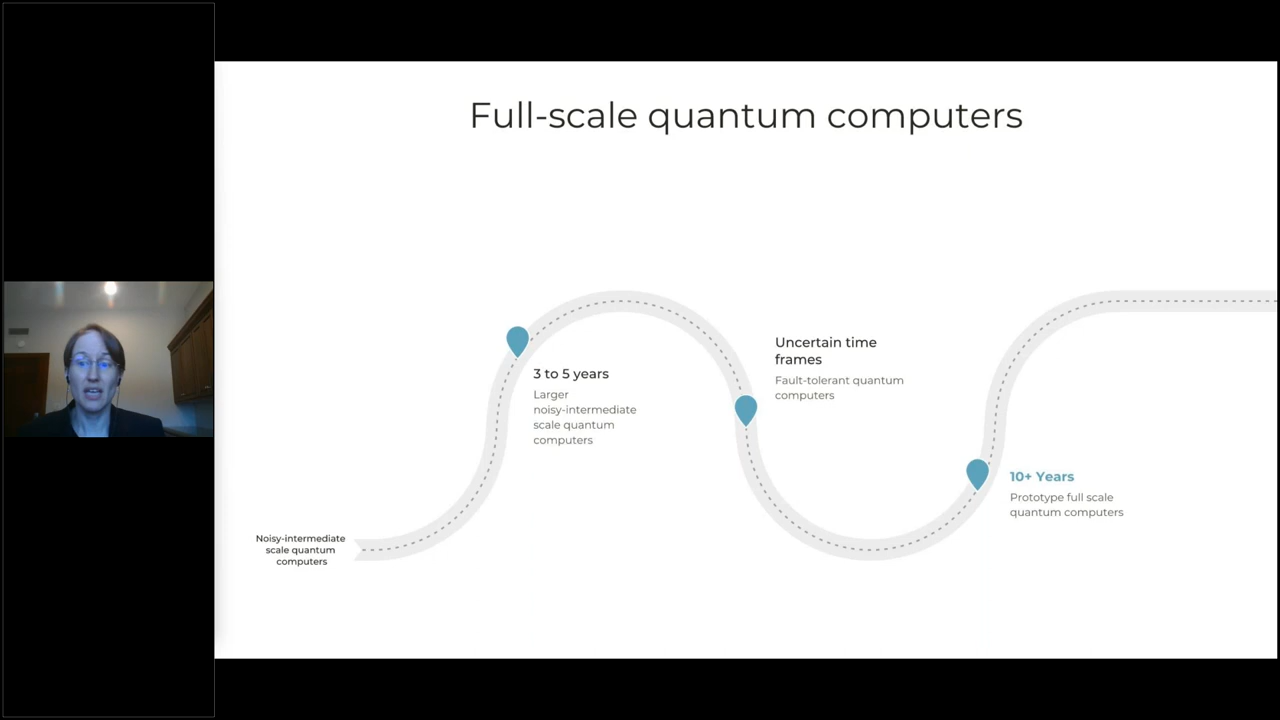 Full-scale quantum computers
3 to 5 years
Larger
noisy-intermediate
scale quantum
computers
Uncertain time
frames
Fault-tolerant quantum
computers
10+ Years
Prototype full scale
quantum computers
Noisy-intermediate
scale quantum
computers